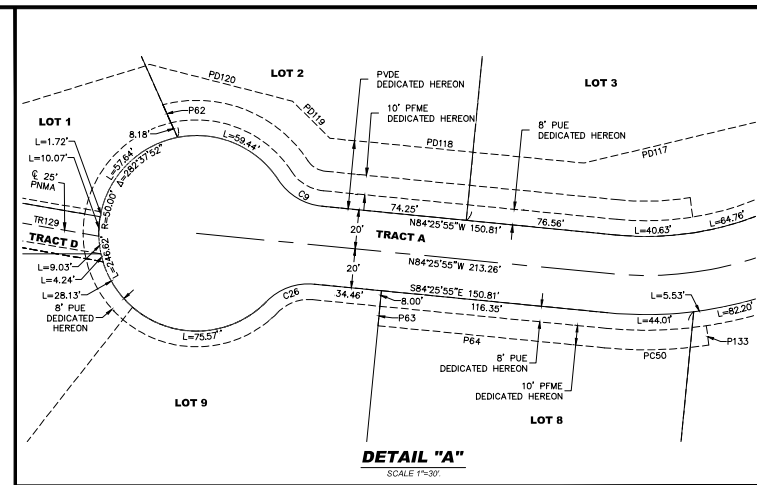 LOT 2
LOT 3
LOT 1
PD120
PD119
PD118
PD117
PVDE
DEDICATED HEREON
10' PFME
DEDICATED HEREON
8' PUE
DEDICATED HEREON
P62
8.18'
L=59.44'
L=57.64'
Δ=282°37'52"
R=50.00'
L=246.62'
L=1.72'
L=10.07'
℄ 25'
PNMA
TR129
TRACT D
L=9.03'
L=4.24'
L=28.13'
8' PUE
DEDICATED
HEREON
L=75.57'
C9
74.25'
N84°25'55"W 150.81'
76.56'
L=40.63'
L=64.76'
20'
TRACT A
N84°25'55"W 213.26'
20'
S84°25'55"E 150.81'
L=5.53'
C26
34.46'
8.00'
116.35'
L=44.01'
L=82.20'
P63
P64
PC50
P133
8' PUE
DEDICATED HEREON
10' PFME
DEDICATED HEREON
LOT 9
LOT 8
DETAIL "A"
SCALE 1"=30'.